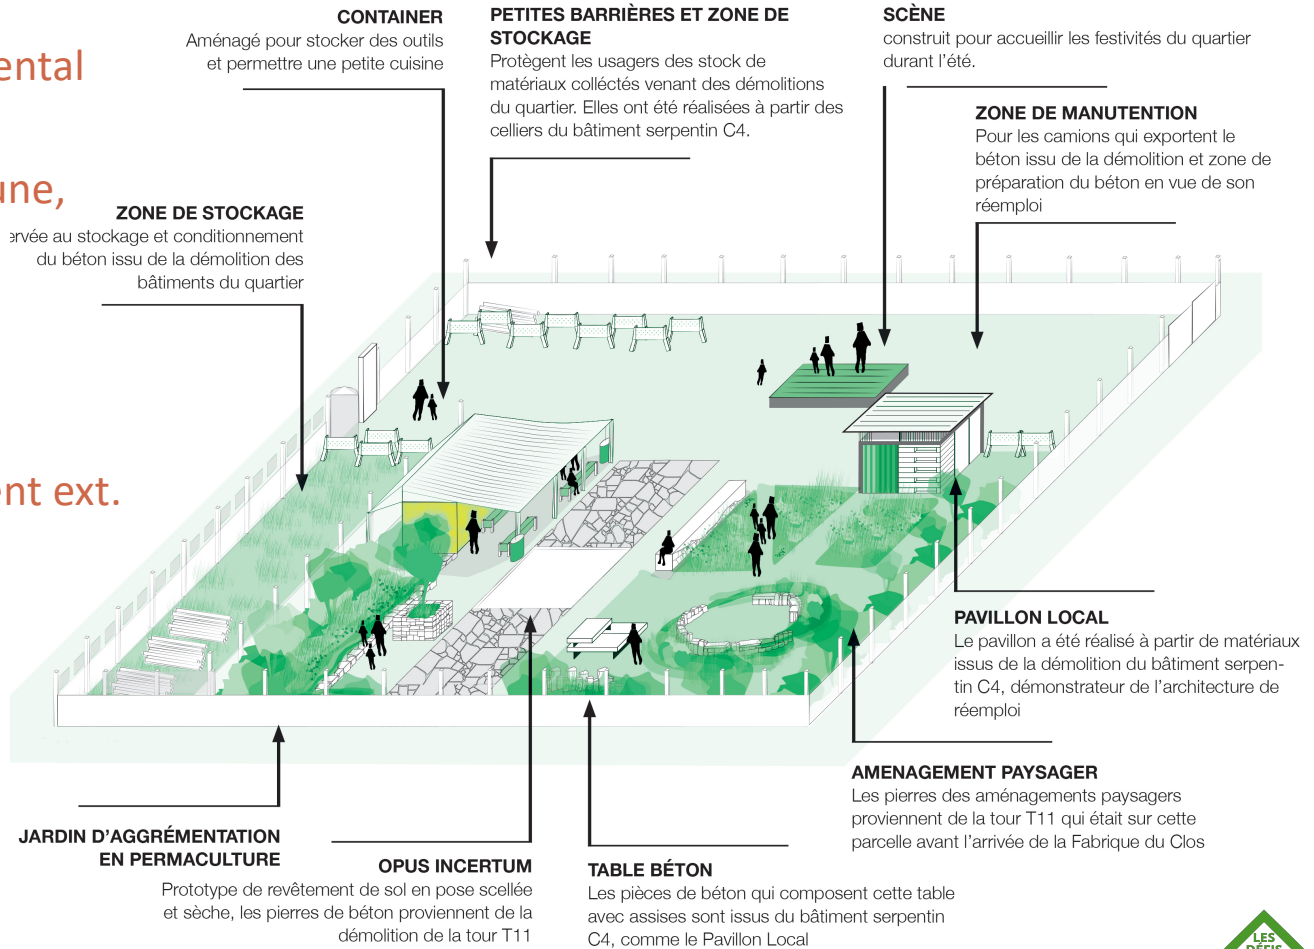 ental
une,
ent ext.
CONTAINER
Aménagé pour stocker des outils
et permettre une petite cuisine
PETITES BARRIÈRES ET ZONE DE
STOCKAGE
Protègent les usagers des stock de
matériaux colléctés venant des démolitions
du quartier. Elles ont été réalisées à partir des
celliers du bâtiment serpentin C4.
SCÈNE
construit pour accueillir les festivités du quartier
durant l’été.
ZONE DE MANUTENTION
Pour les camions qui exportent le
béton issu de la démolition et zone de
préparation du béton en vue de son
réemploi
ZONE DE STOCKAGE
ervée au stockage et conditionnement
du béton issu de la démolition des
bâtiments du quartier
PAVILLON LOCAL
Le pavillon a été réalisé à partir de matériaux
issus de la démolition du bâtiment serpen-
tin C4, démonstrateur de l’architecture de
réemploi
AMENAGEMENT PAYSAGER
Les pierres des aménagements paysagers
proviennent de la tour T11 qui était sur cette
parcelle avant l’arrivée de la Fabrique du Clos
JARDIN D’AGGRÉMENTATION
EN PERMACULTURE
OPUS INCERTUM
Prototype de revêtement de sol en pose scellée
et sèche, les pierres de béton proviennent de la
démolition de la tour T11
TABLE BÉTON
Les pièces de béton qui composent cette table
avec assises sont issus du bâtiment serpentin
C4, comme le Pavillon Local
LES
DÉFIS